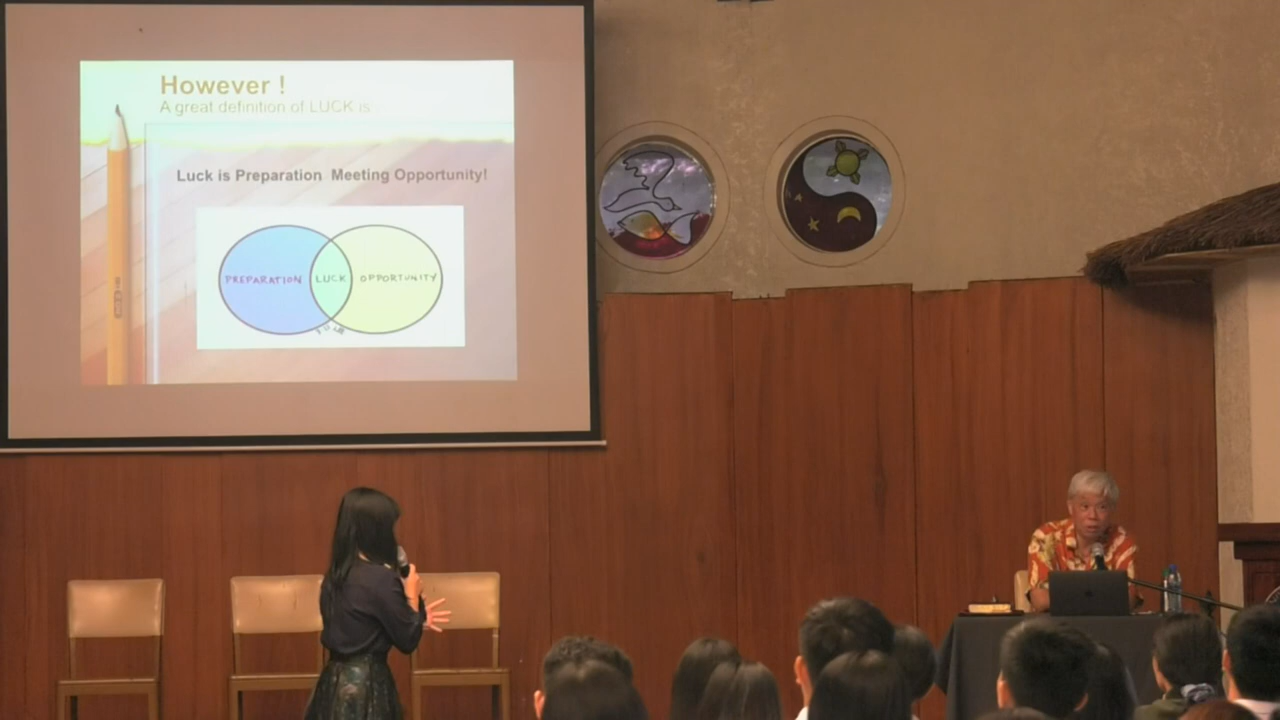 However !
A great definition of LUCK is :
Luck is Preparation Meeting Opportunity!
PREPARATION LUCK OPPORTUNITY